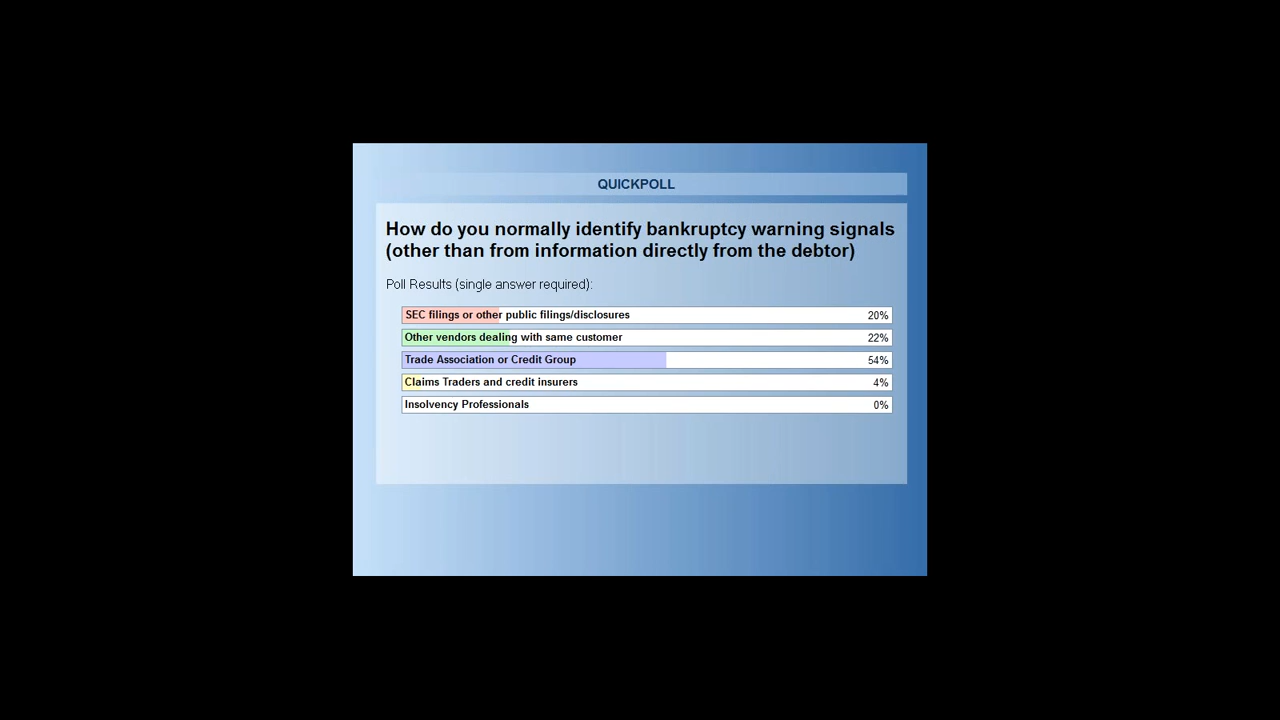 QUICKPOLL
How do you normally identify bankruptcy warning signals
(other than from information directly from the debtor)
Poll Results (single answer required):
SEC filings or other public filings/disclosures 20%
Other vendors dealing with same customer 22%
Trade Association or Credit Group 54%
Claims Traders and credit insurers 4%
Insolvency Professionals 0%